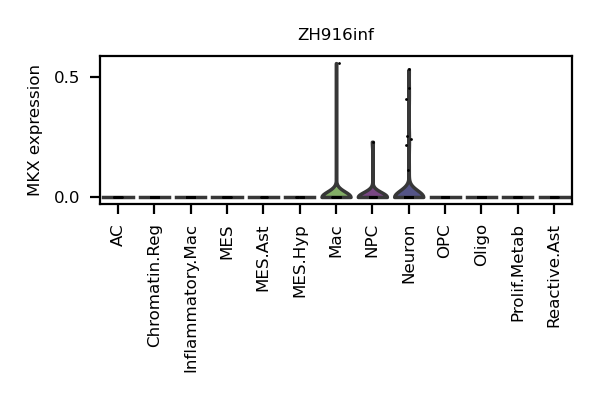 ZH916inf
MKX expression
0.5
0.0
AC
Chromatin.Reg
Inflammatory.Mac
MES
MES.Ast
MES.Hyp
Mac
NPC
Neuron
OPC
Oligo
Prolif.Metab
Reactive.Ast